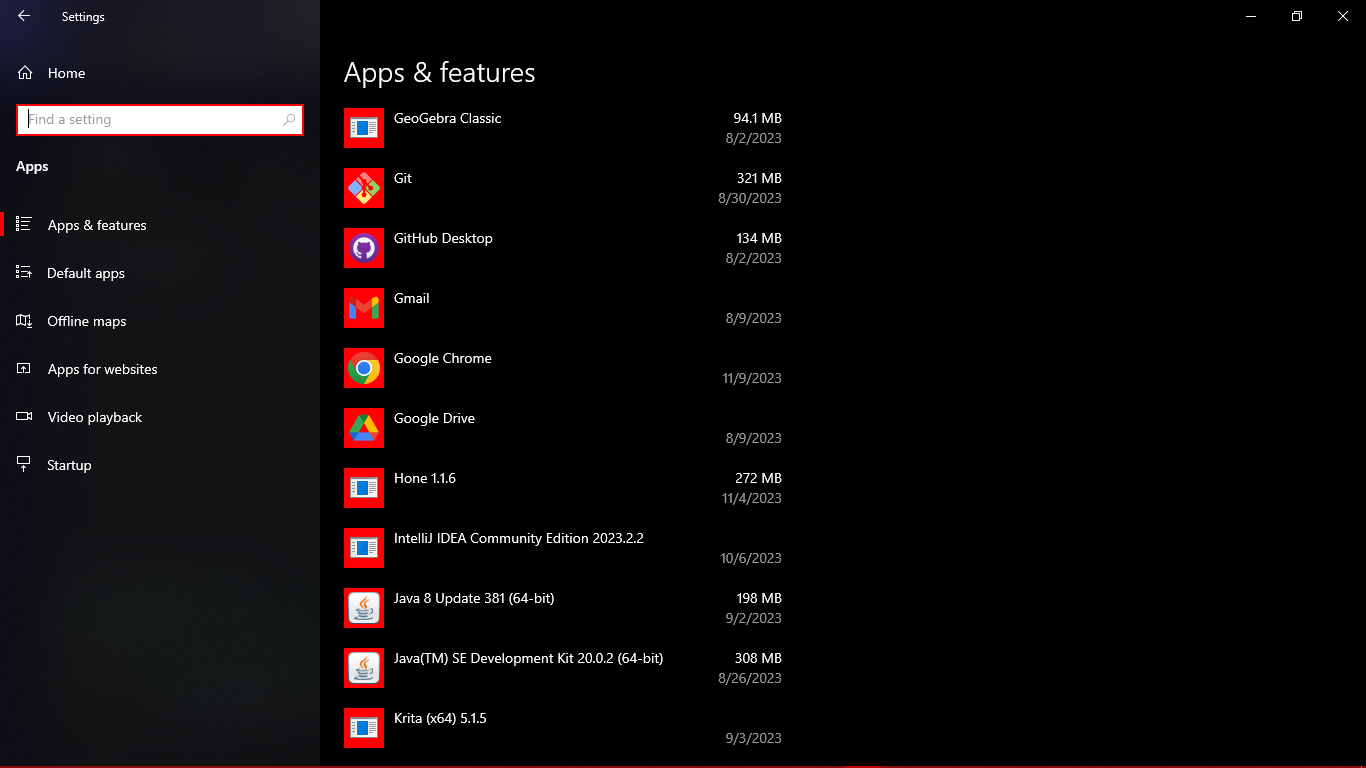 Settings
Home
Find a setting
Apps
Apps & features
Default apps
Offline maps
Apps for websites
Video playback
Startup
Apps & features
GeoGebra Classic 94.1 MB
8/2/2023
Git 321 MB
8/30/2023
GitHub Desktop 134 MB
8/2/2023
Gmail
8/9/2023
Google Chrome
11/9/2023
Google Drive
8/9/2023
Hone 1.1.6 272 MB
11/4/2023
IntelliJ IDEA Community Edition 2023.2.2
10/6/2023
Java 8 Update 381 (64-bit) 198 MB
9/2/2023
Java(TM) SE Development Kit 20.0.2 (64-bit) 308 MB
8/26/2023
Krita (x64) 5.1.5
9/3/2023